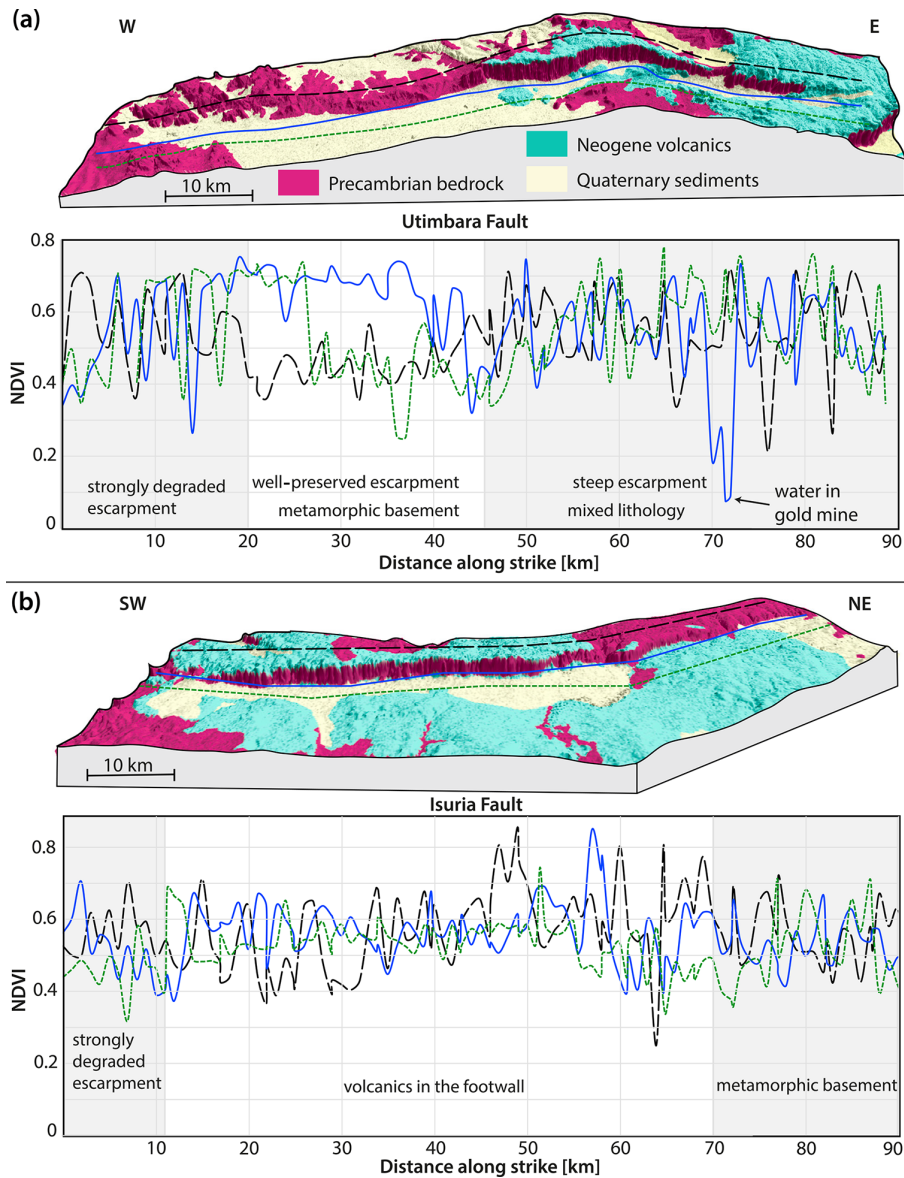 (a)
W
E
Neogene volcanics
Precambrian bedrock
Quaternary sediments
10 km
Utimbara Fault
0.8
0.6
0.4
0.2
0
NDVI
strongly degraded
escarpment
well-preserved escarpment
metamorphic basement
steep escarpment
mixed lithology
water in
gold mine
10 20 30 40 50 60 70 80 90
Distance along strike [km]
(b)
SW
NE
10 km
Isuria Fault
0.8
0.6
0.4
0.2
0
NDVI
strongly
degraded
escarpment
volcanics in the footwall
metamorphic basement
10 20 30 40 50 60 70 80 90
Distance along strike [km]